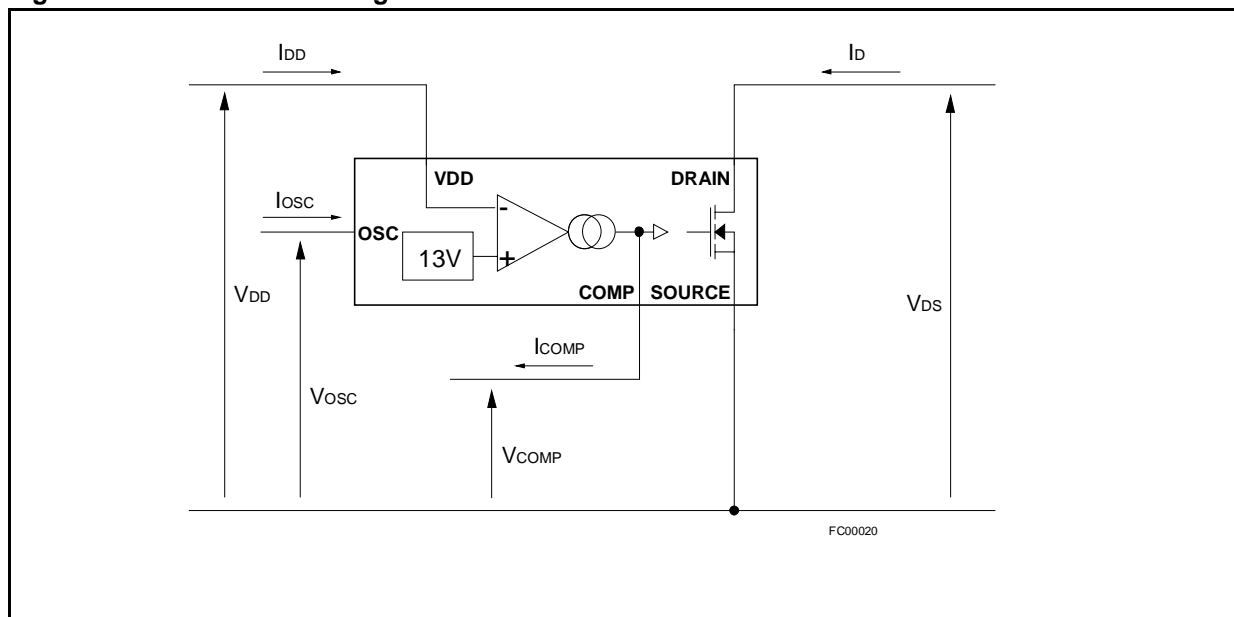 IDD
ID
VDD
DRAIN
IOSC
OSC
-
13V
+
COMP
SOURCE
VDD
VDS
ICOMP
VOSC
VCOMP
FC00020